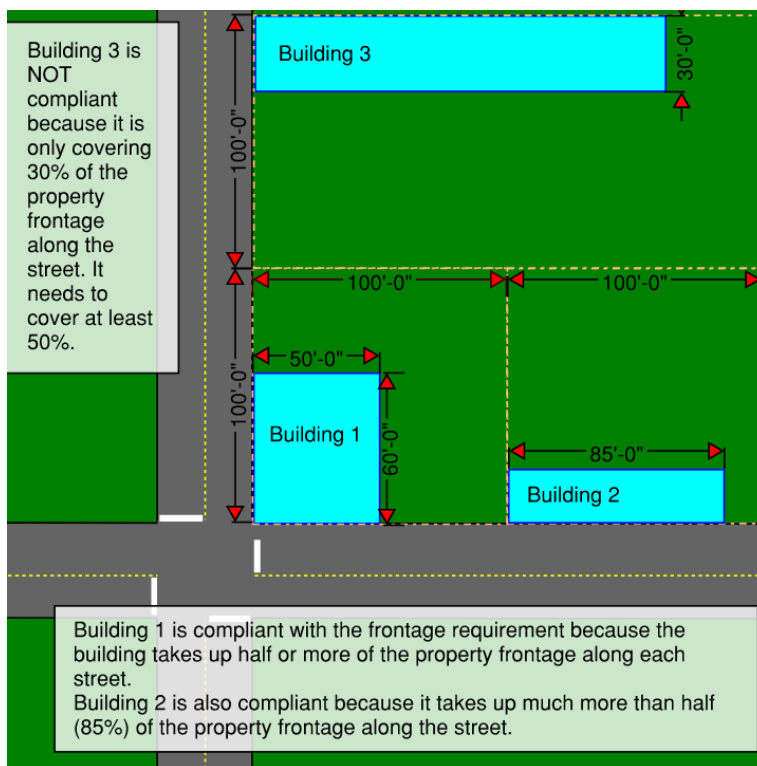 Building 3 is
NOT
compliant
because it is
only covering
30% of the
property
frontage
along the
street. It
needs to
cover at least
50%.
Building 3
30'-0"
100'-0"
100'-0"
100'-0"
100'-0"
50'-0"
Building 1
60'-0"
85'-0"
Building 2
Building 1 is compliant with the frontage requirement because the
building takes up half or more of the property frontage along each
street.
Building 2 is also compliant because it takes up much more than half
(85%) of the property frontage along the street.